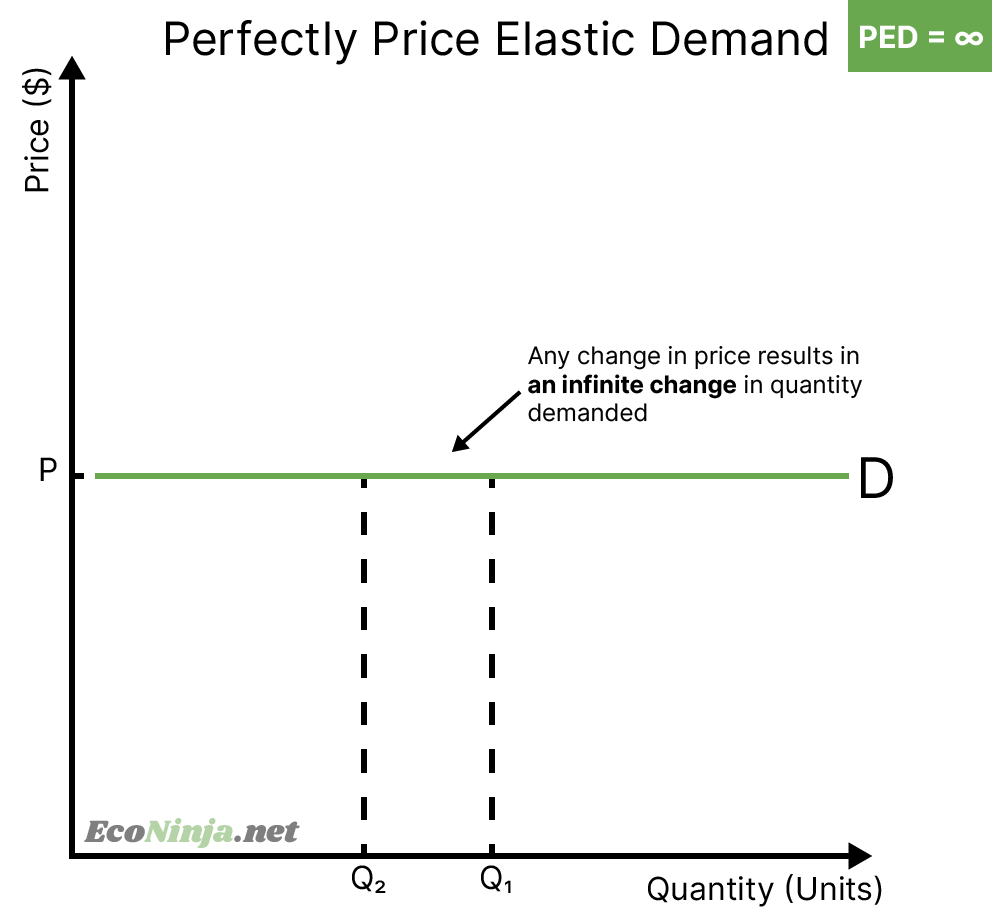 Perfectly Price Elastic Demand
PED = ∞
Price ($)
Any change in price results in
an infinite change in quantity
demanded
P
D
EcoNinja.net
Q₂
Q₁
Quantity (Units)